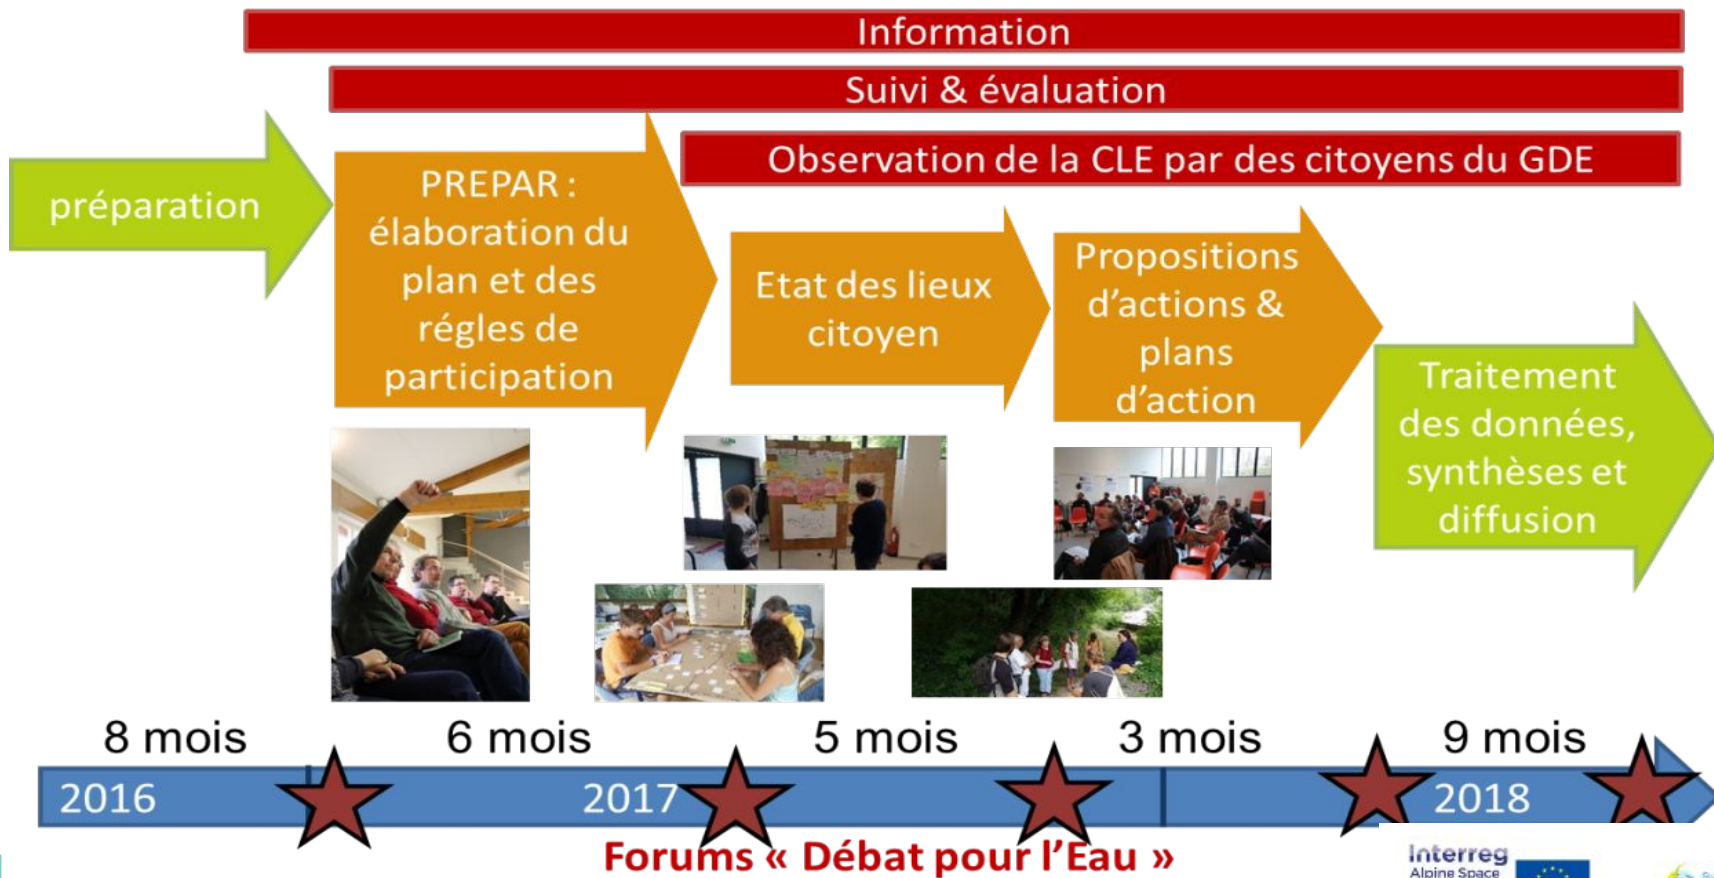 Information
Suivi & évaluation
Observation de la CLE par des citoyens du GDE
préparation
PREPAR :
élaboration du
plan et des
régles de
participation
Etat des lieux
citoyen
Propositions
d'actions &
plans
d'action
Traitement
des données,
synthèses et
diffusion
8 mois
6 mois
5 mois
3 mois
9 mois
2016
2017
2018
Forums « Débat pour l'Eau »
Interreg
Alpine Space